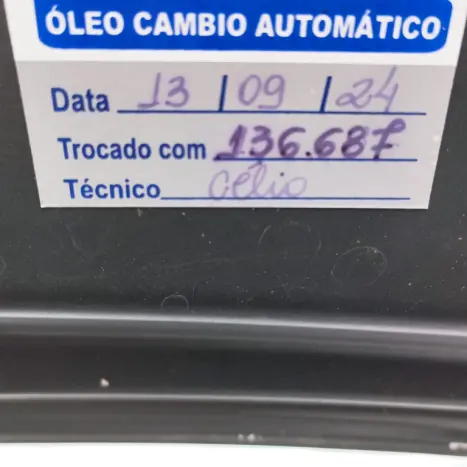 ÓLEO CAMBIO AUTOMÁTICO
Data 13 / 09 / 24
Trocado com 136.687
Técnico Célio